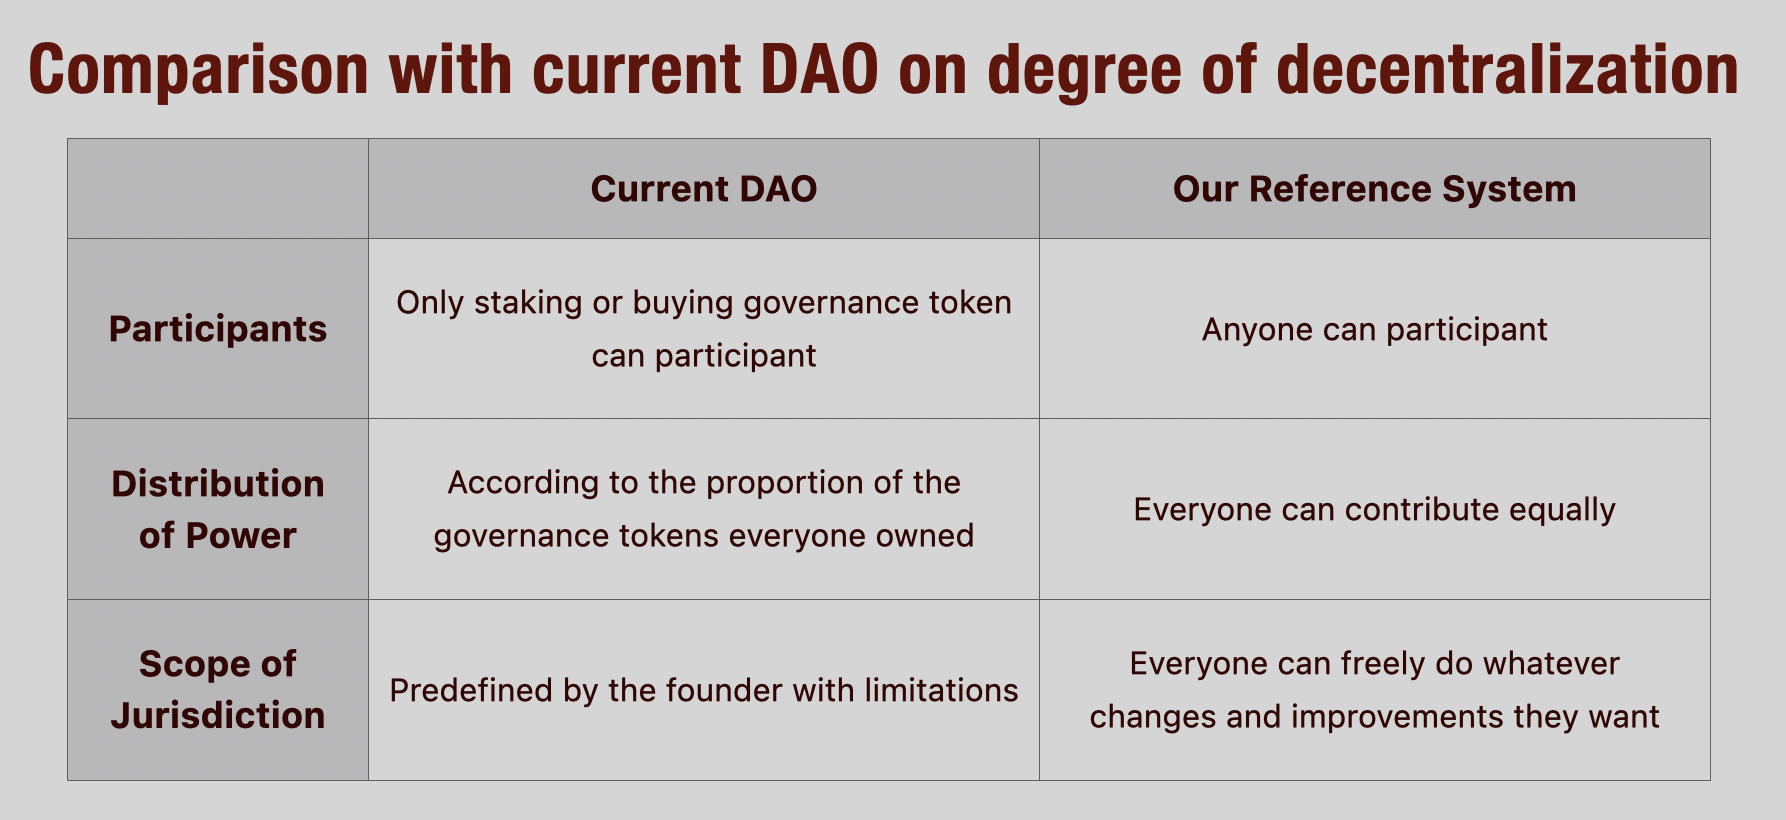 Comparison with current DAO on degree of decentralization
Current DAO
Our Reference System
Participants
Only staking or buying governance token
can participant
Anyone can participant
Distribution
of Power
According to the proportion of the
governance tokens everyone owned
Everyone can contribute equally
Scope of
Jurisdiction
Predefined by the founder with limitations
Everyone can freely do whatever
changes and improvements they want